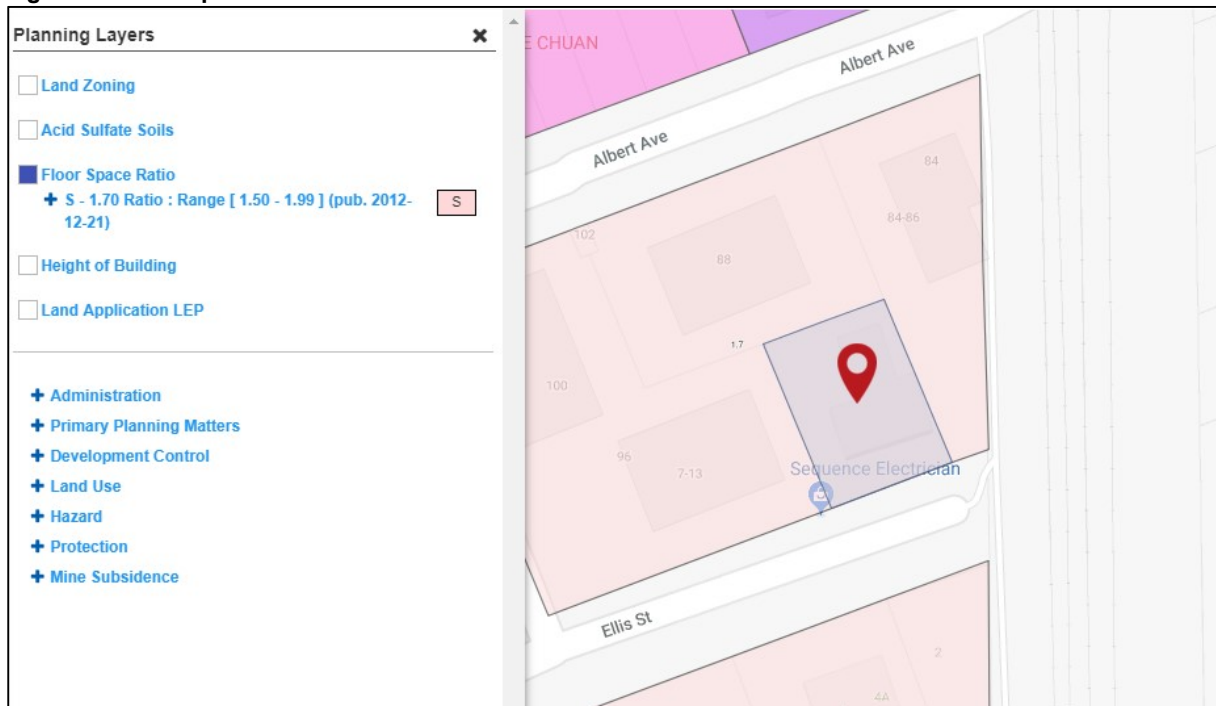 Planning Layers
Land Zoning
Acid Sulfate Soils
Floor Space Ratio
S - 1.70 Ratio : Range [ 1.50 - 1.99 ] (pub. 2012-
12-21)
S
Height of Building
Land Application LEP
Administration
Primary Planning Matters
Development Control
Land Use
Hazard
Protection
Mine Subsidence
E CHUAN
Albert Ave
Albert Ave
84
84-86
102
88
1.7
100
96
7-13
Sequence Electrician
Ellis St
2
4A